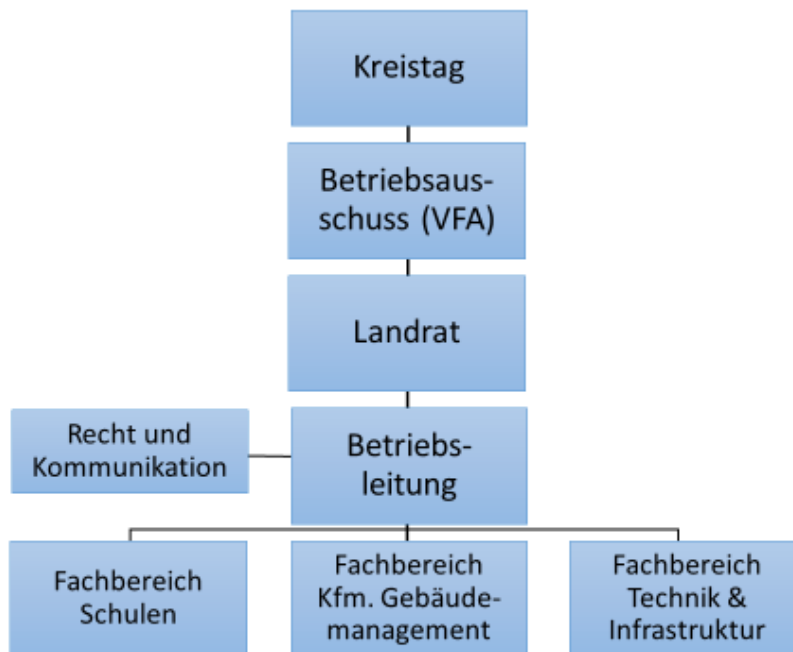 Kreistag
Betriebsaus-
schuss (VFA)
Landrat
Recht und
Kommunikation
Betriebs-
leitung
Fachbereich
Schulen
Fachbereich
Kfm. Gebäude-
management
Fachbereich
Technik &
Infrastruktur